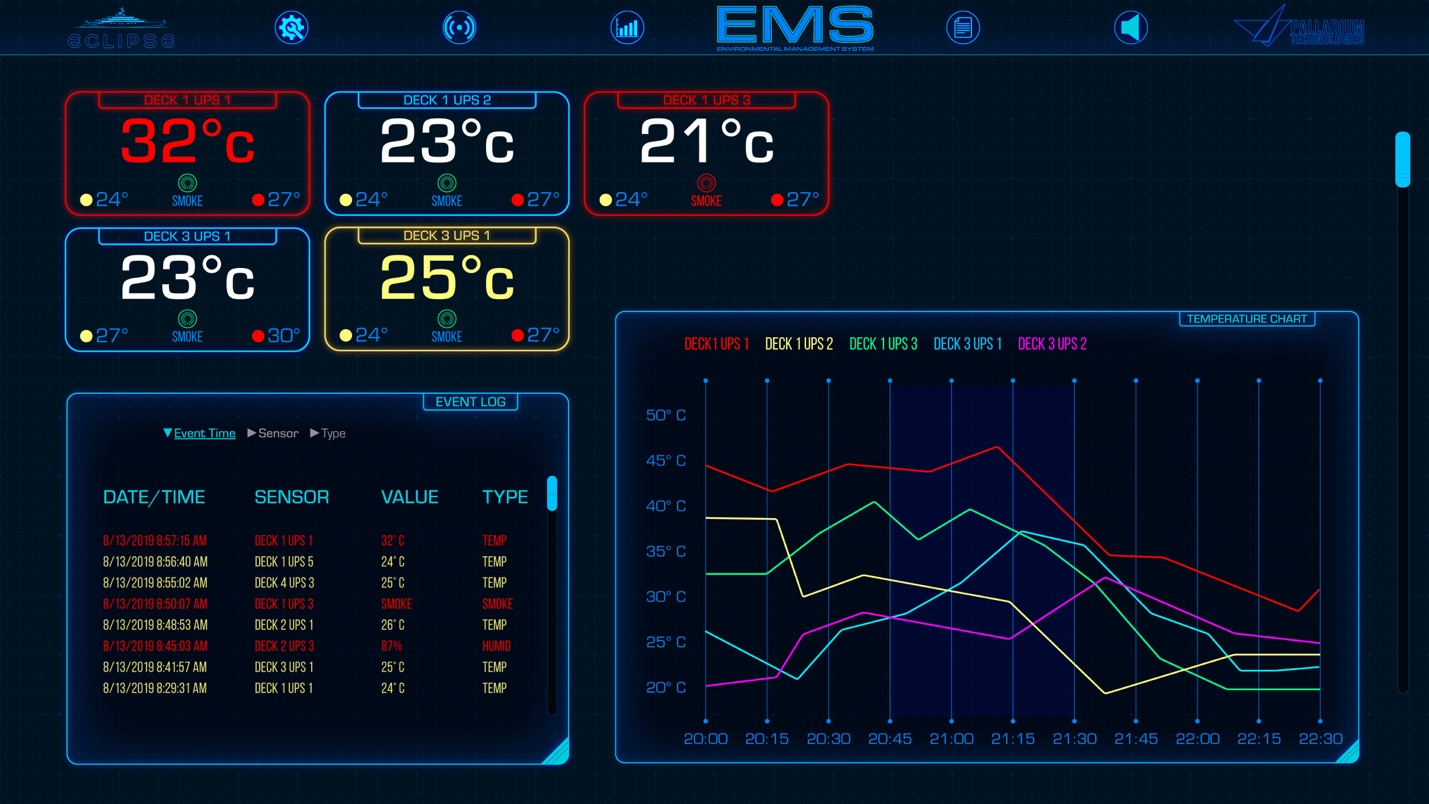 ECLIPSE
EMS
ENVIRONMENTAL MANAGEMENT SYSTEM
PALLADIUM
TECHNOLOGIES
DECK 1 UPS 1
32°c
24° SMOKE 27°
DECK 1 UPS 2
23°c
24° SMOKE 27°
DECK 1 UPS 3
21°c
24° SMOKE 27°
DECK 3 UPS 1
23°c
27° SMOKE 30°
DECK 3 UPS 1
25°c
24° SMOKE 27°
EVENT LOG
▼Event Time ▶Sensor ▶Type
DATE/TIME SENSOR VALUE TYPE
8/13/2019 8:57:15 AM DECK 1 UPS 1 32° C TEMP
8/13/2019 8:56:40 AM DECK 1 UPS 5 24° C TEMP
8/13/2019 8:55:02 AM DECK 4 UPS 3 25° C TEMP
8/13/2019 8:50:07 AM DECK 1 UPS 3 SMOKE SMOKE
8/13/2019 8:48:53 AM DECK 2 UPS 1 26° C TEMP
8/13/2019 8:45:03 AM DECK 2 UPS 3 87% HUMID
8/13/2019 8:41:57 AM DECK 3 UPS 1 25° C TEMP
8/13/2019 8:29:31 AM DECK 1 UPS 1 24° C TEMP
TEMPERATURE CHART
DECK1 UPS 1 DECK 1 UPS 2 DECK 1 UPS 3 DECK 3 UPS 1 DECK 3 UPS 2
50° C
45° C
40° C
35° C
30° C
25° C
20° C
20:00 20:15 20:30 20:45 21:00 21:15 21:30 21:45 22:00 22:15 22:30